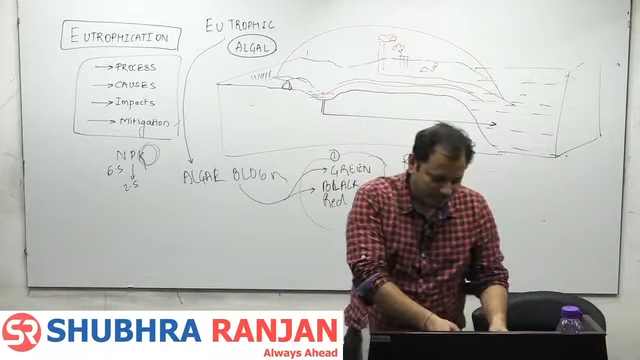 EUTROPHICATION
→ PROCESS
→ CAUSES
→ Impacts
→ Mitigation
NPK
6.5
2.5
EUTROPHIC
ALGAL
ALGAE BLOOM
①
→ GREEN
→ BLACK
Red
SR SHUBHRA RANJAN
Always Ahead